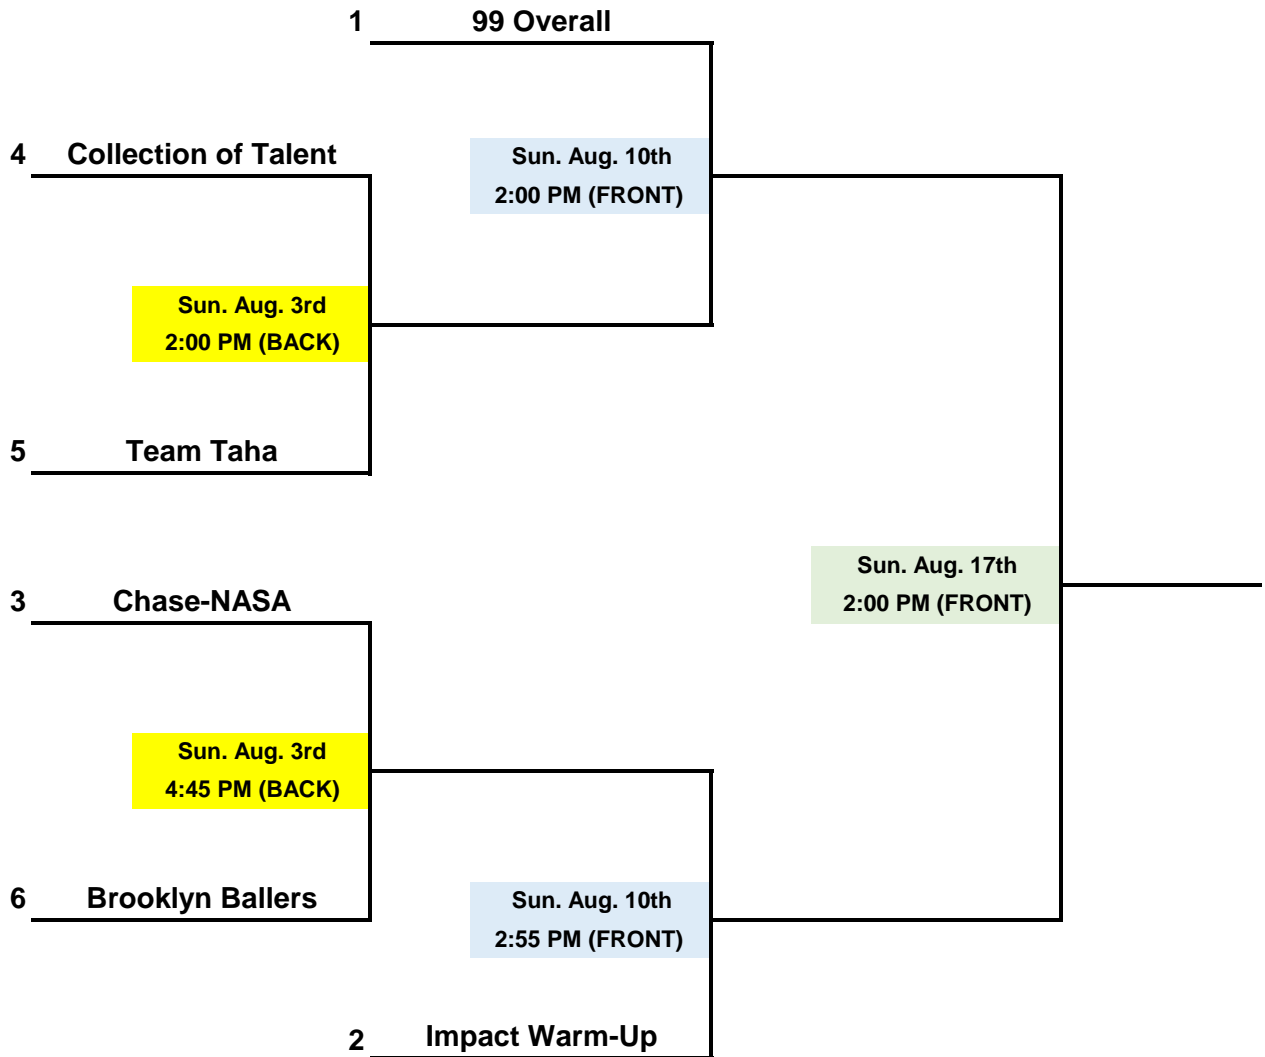 1 99 Overall
4 Collection of Talent
Sun. Aug. 10th
2:00 PM (FRONT)
Sun. Aug. 3rd
2:00 PM (BACK)
5 Team Taha
Sun. Aug. 17th
2:00 PM (FRONT)
3 Chase-NASA
Sun. Aug. 3rd
4:45 PM (BACK)
6 Brooklyn Ballers
Sun. Aug. 10th
2:55 PM (FRONT)
2 Impact Warm-Up